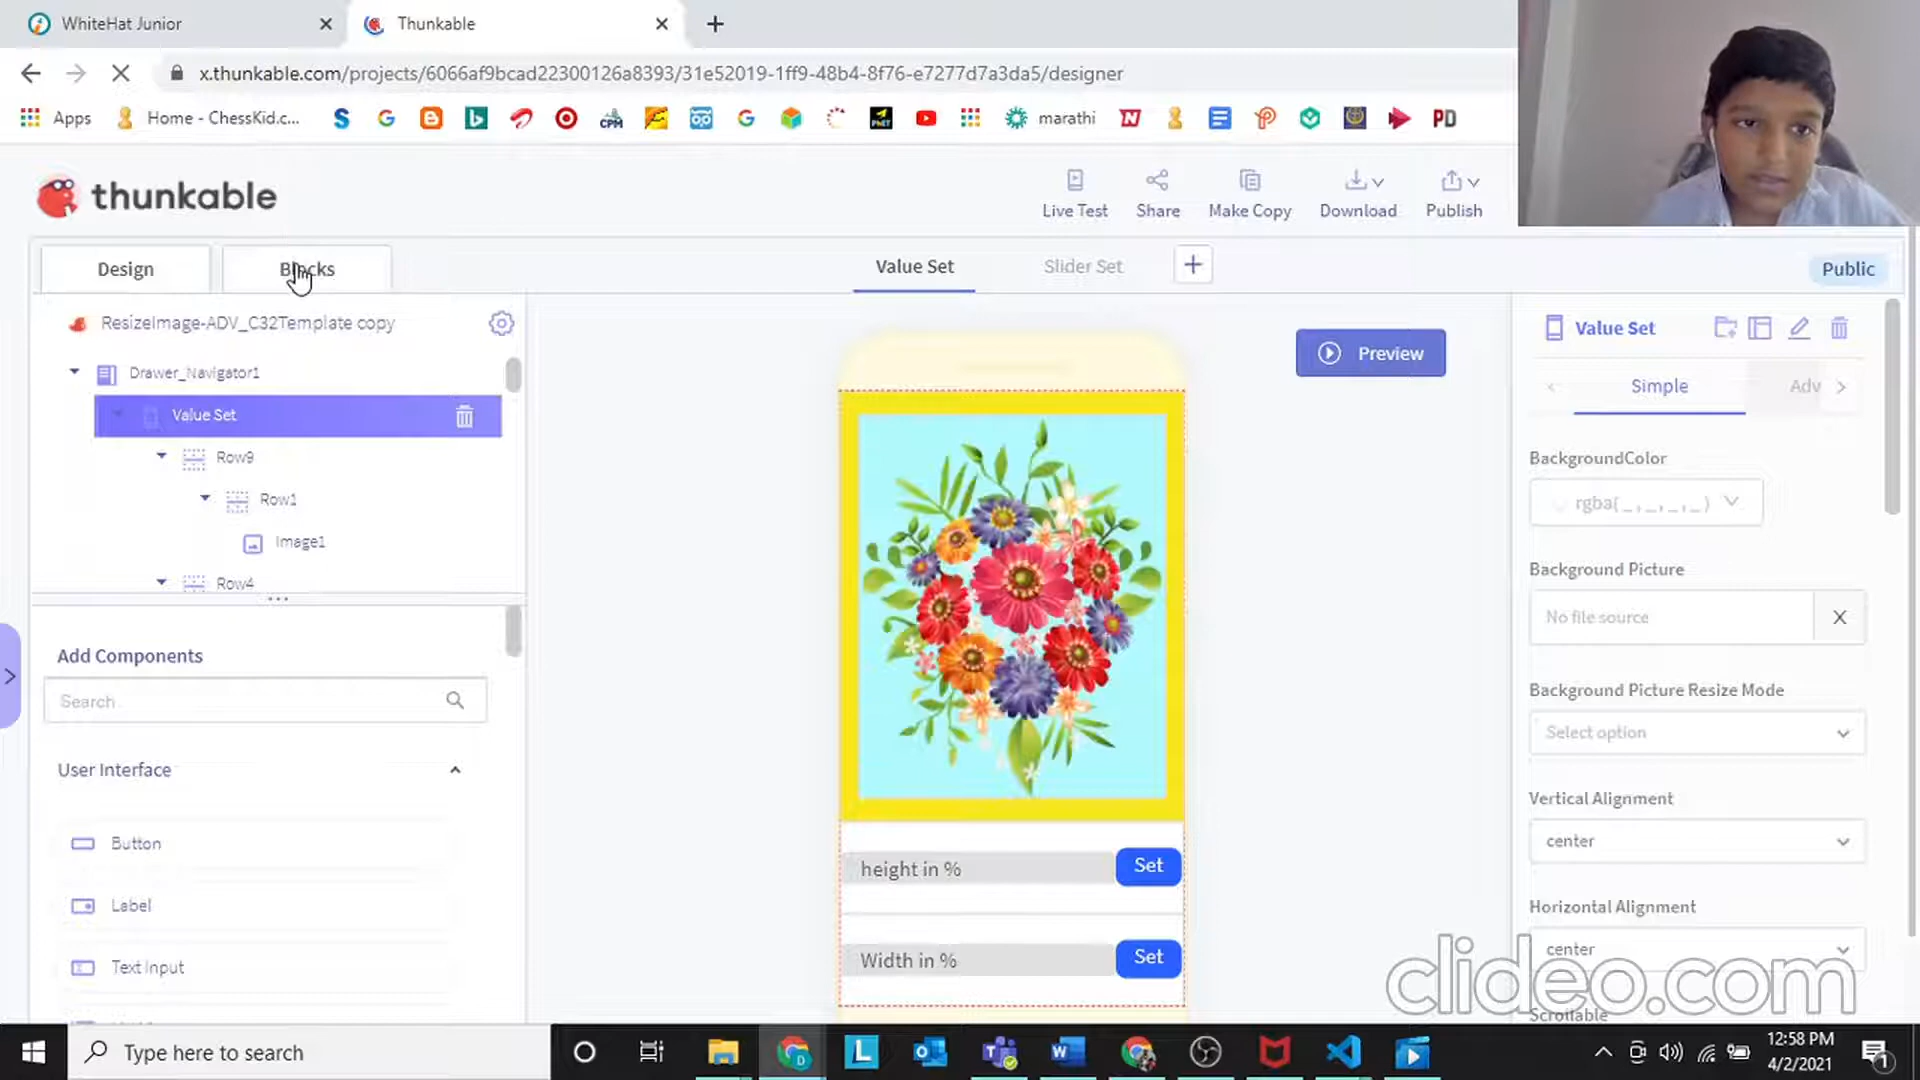 WhiteHat Junior
Thunkable
x.thunkable.com/projects/6066af9bcad22300126a8393/31e52019-1ff9-48b4-8f76-e7277d7a3da5/designer
Apps
Home - ChessKid.c...
CPM
marathi
PD
thunkable
Live Test
Share
Make Copy
Download
Publish
Design
Blocks
Value Set
Slider Set
Public
ResizeImage-ADV_C32Template copy
Drawer_Navigator1
Value Set
Row9
Row1
Image1
Row4
Preview
Value Set
Simple
Adv
BackgroundColor
rgba( _ , _ , _ , _ )
Background Picture
No file source
X
Background Picture Resize Mode
Select option
Vertical Alignment
center
Horizontal Alignment
center
Scrollable
Add Components
Search
User Interface
Button
Label
Text Input
height in %
Set
Width in %
Set
clideo.com
Type here to search
12:58 PM
4/2/2021
1